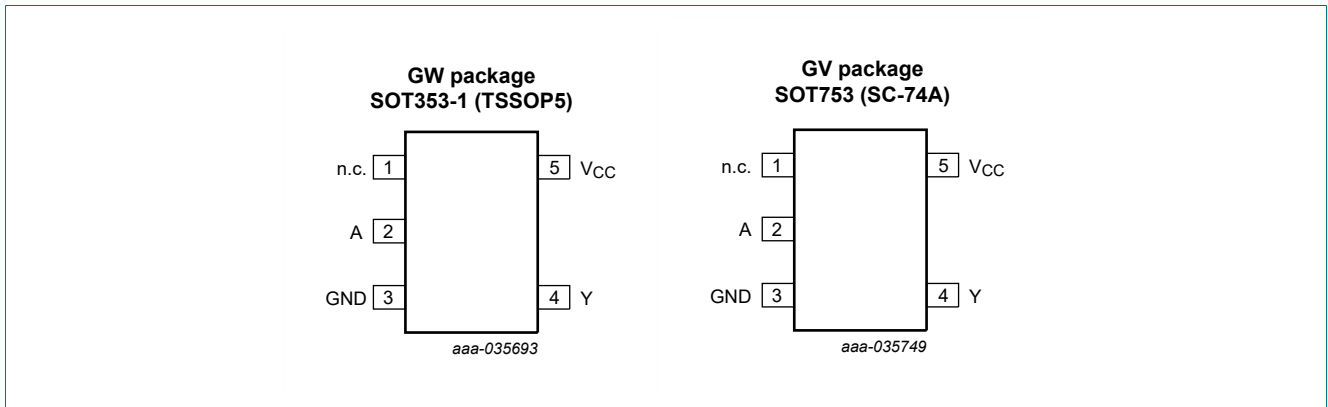 GW package
SOT353-1 (TSSOP5)
n.c. 1
5 VCC
A 2
GND 3
4 Y
aaa-035693
GV package
SOT753 (SC-74A)
n.c. 1
5 VCC
A 2
GND 3
4 Y
aaa-035749